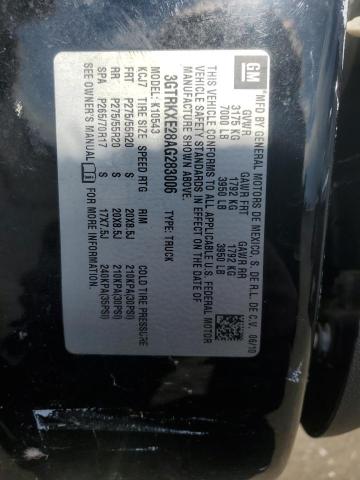 GM
MFD BY GENERAL MOTORS DE MEXICO, S. DE R.L. DE C.V. 06/10
GVWR GAWR FRT GAWR RR
3175 KG 1792 KG 1792 KG
7000 LB 3950 LB 3950 LB
THIS VEHICLE CONFORMS TO ALL APPLICABLE U.S. FEDERAL MOTOR
VEHICLE SAFETY STANDARDS IN EFFECT ON THE DATE OF
MANUFACTURE SHOWN ABOVE.
3GTRKXE28AG283006 TYPE: TRUCK
MODEL: K10543
KCJ7 TIRE SIZE SPEED RTG RIM COLD TIRE PRESSURE
FRT P275/55R20 S 20X8.5J 210KPA(30PSI)
RR P275/55R20 S 20X8.5J 210KPA(30PSI)
SPA P265/70R17 S 17X7.5J 240KPA(35PSI)
SEE OWNER'S MANUAL FOR MORE INFORMATION